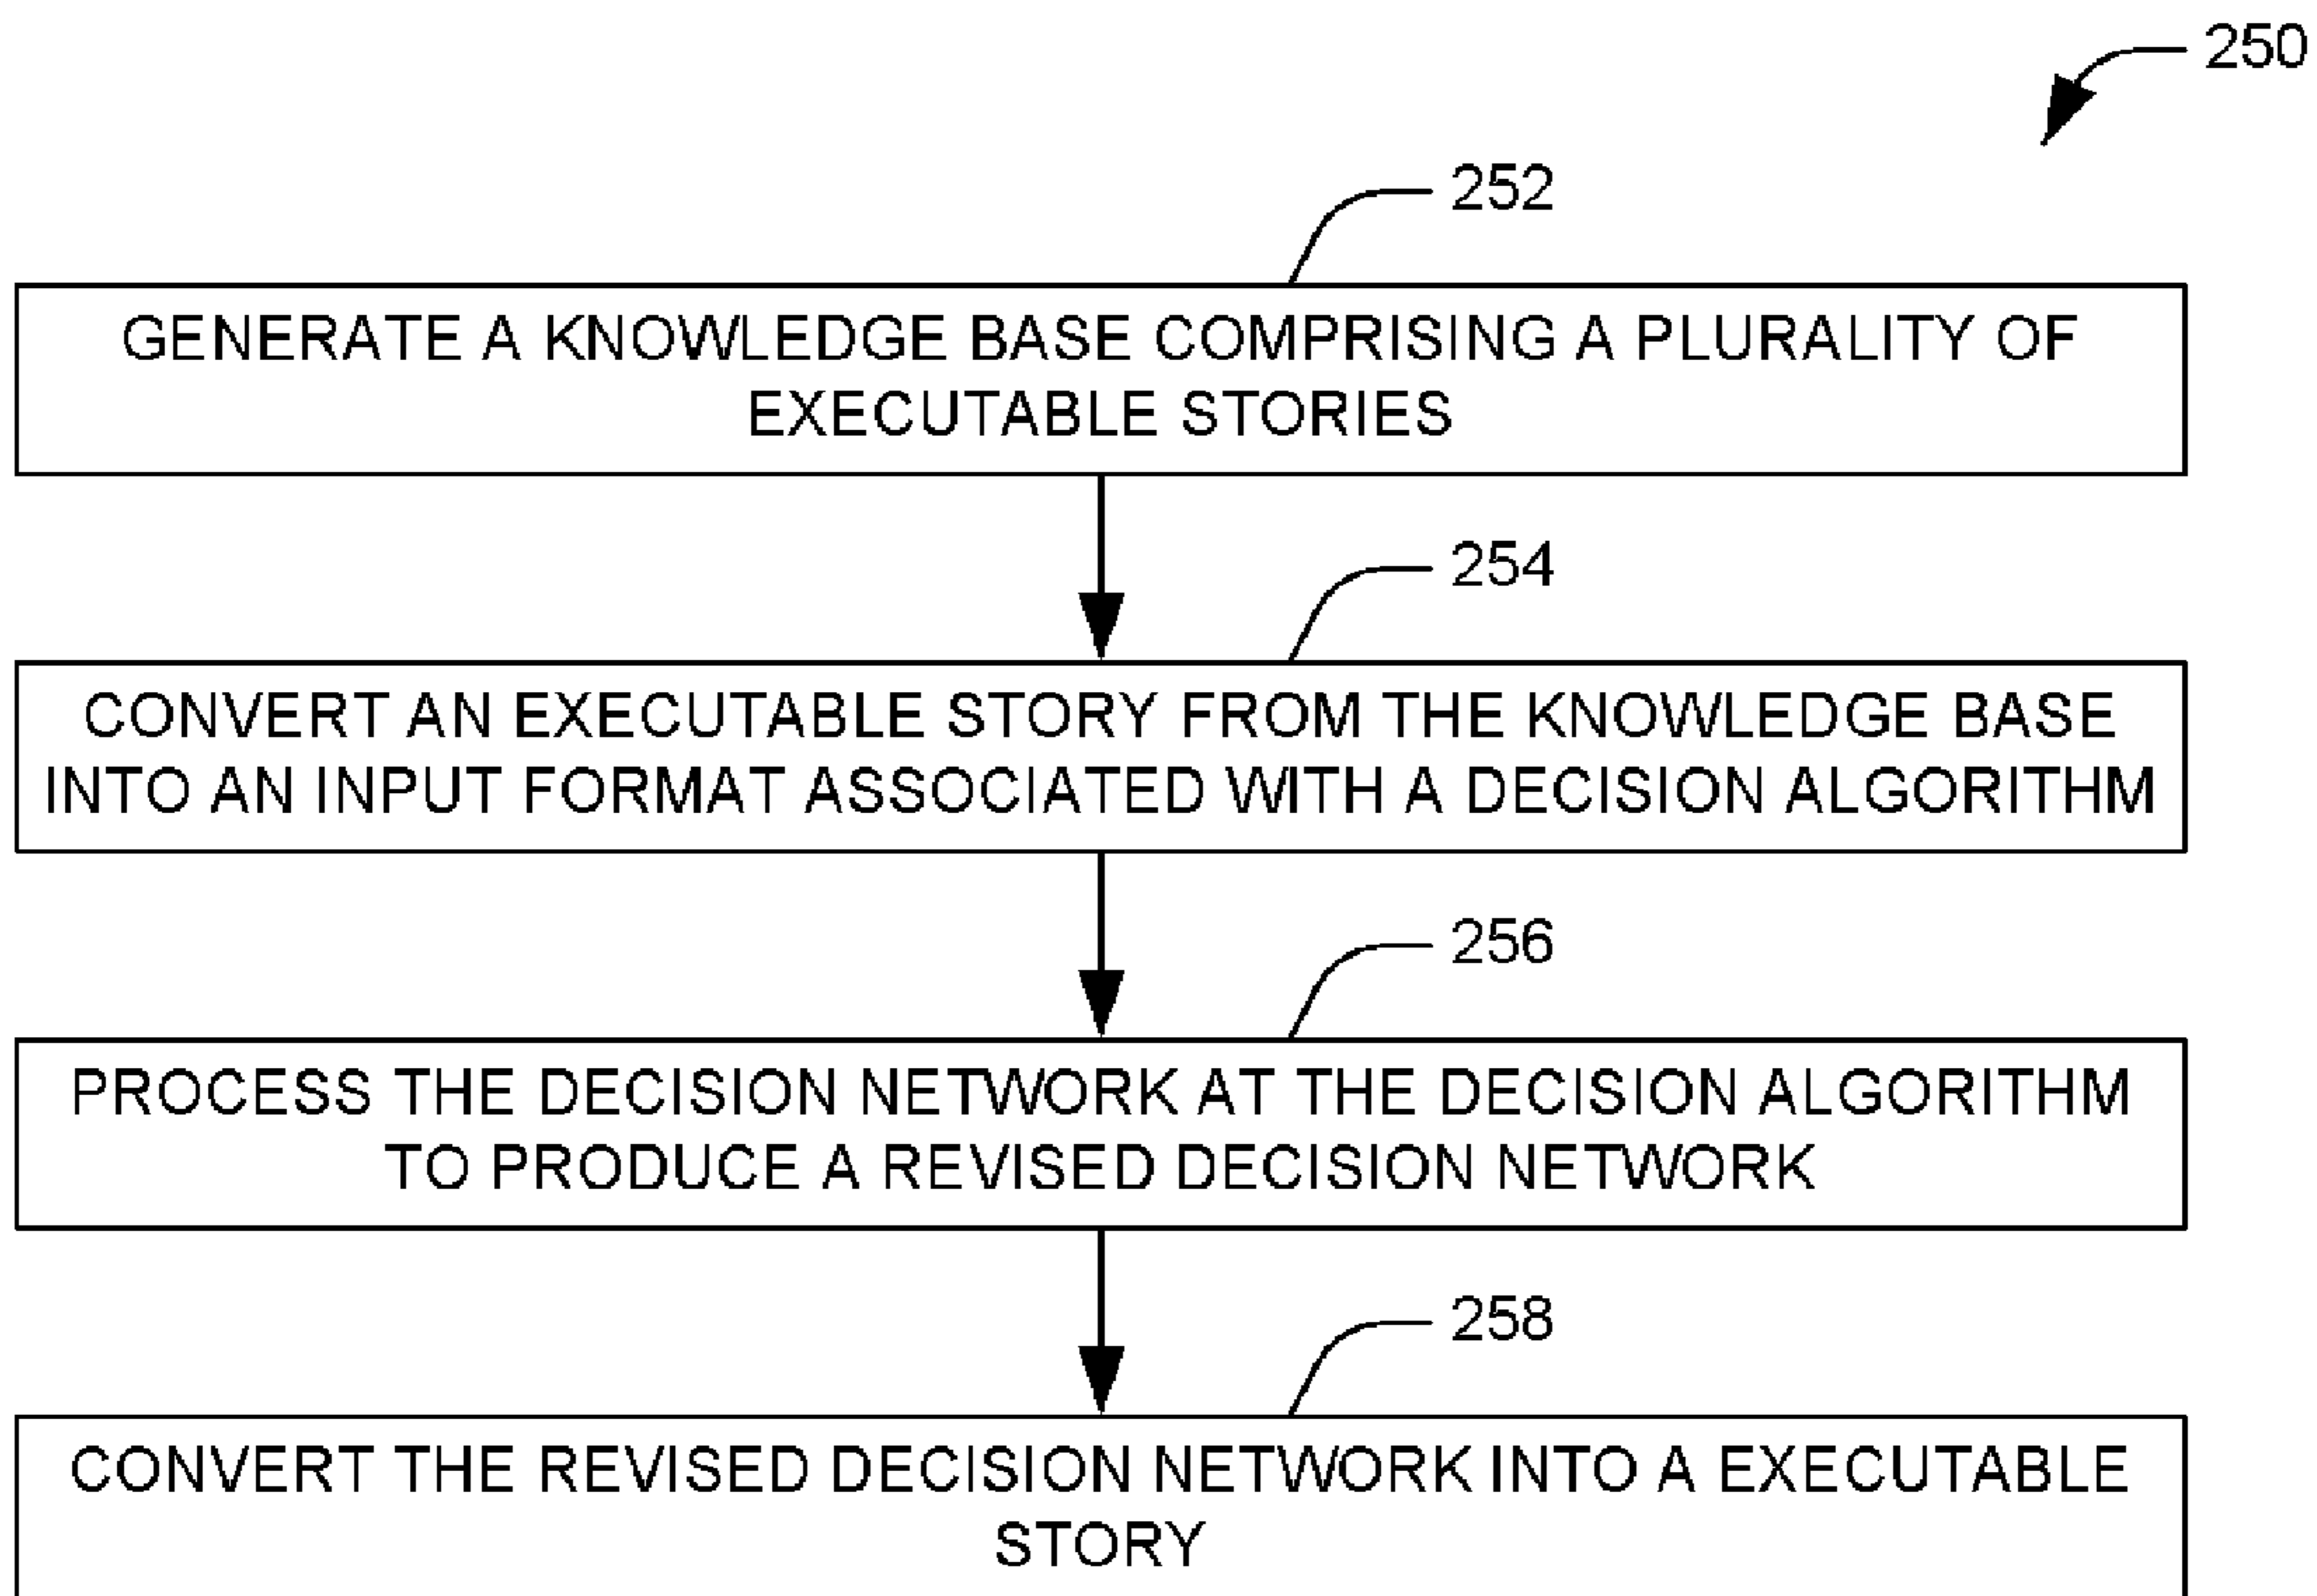 250
252
GENERATE A KNOWLEDGE BASE COMPRISING A PLURALITY OF
EXECUTABLE STORIES
254
CONVERT AN EXECUTABLE STORY FROM THE KNOWLEDGE BASE
INTO AN INPUT FORMAT ASSOCIATED WITH A DECISION ALGORITHM
256
PROCESS THE DECISION NETWORK AT THE DECISION ALGORITHM
TO PRODUCE A REVISED DECISION NETWORK
258
CONVERT THE REVISED DECISION NETWORK INTO A EXECUTABLE
STORY